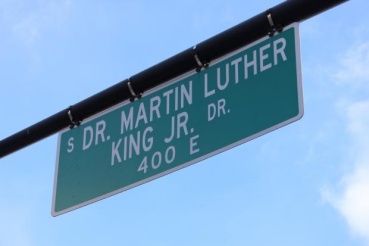 S DR. MARTIN LUTHER
KING JR. DR.
400 E